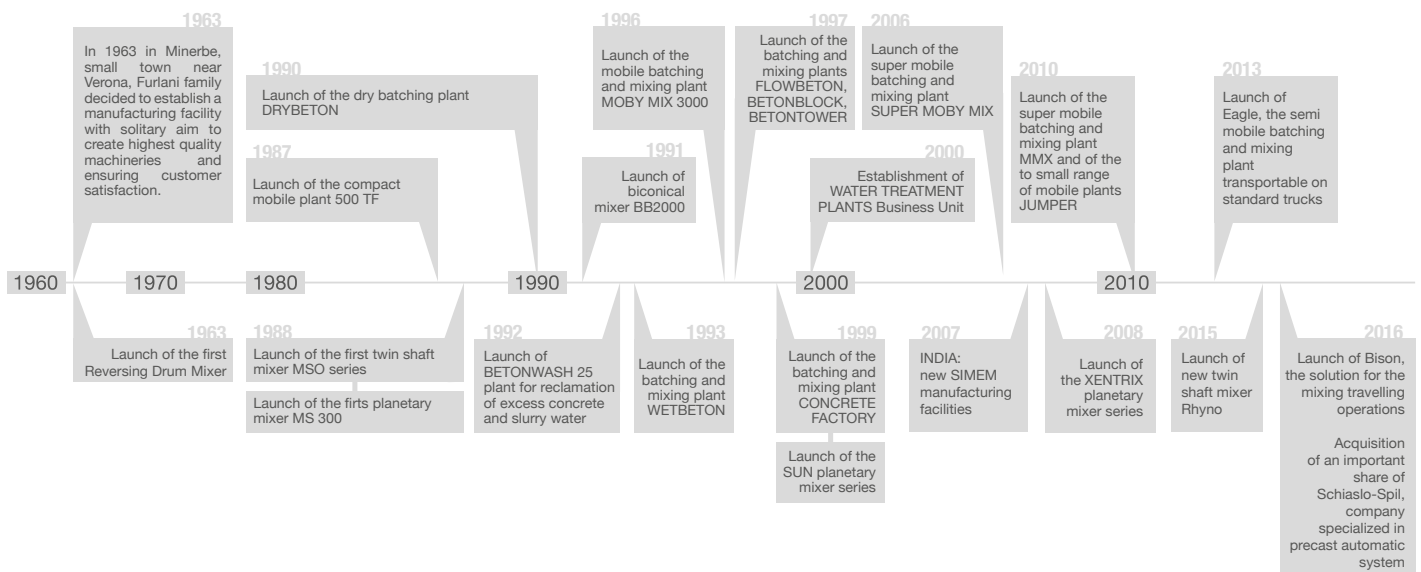 1963
In 1963 in Minerbe,
small town near
Verona, Furlani family
decided to establish a
manufacturing facility
with solitary aim to
create highest quality
machineries and
ensuring customer
satisfaction.
1990
Launch of the dry batching plant
DRYBETON
1987
Launch of the compact
mobile plant 500 TF
1996
Launch of the
mobile batching
and mixing plant
MOBY MIX 3000
1991
Launch of
biconical
mixer BB2000
1997
Launch of the
batching and
mixing plants
FLOWBETON,
BETONBLOCK,
BETONTOWER
2006
Launch of the
super mobile
batching and
mixing plant
SUPER MOBY MIX
2000
Establishment of
WATER TREATMENT
PLANTS Business Unit
2010
Launch of the
super mobile
batching and
mixing plant
MMX and of the
to small range
of mobile plants
JUMPER
2013
Launch of
Eagle, the semi
mobile batching
and mixing
plant
transportable on
standard trucks
1960 1970 1980 1990 2000 2010
1963
Launch of the first
Reversing Drum Mixer
1988
Launch of the first twin shaft
mixer MSO series
Launch of the firts planetary
mixer MS 300
1992
Launch of
BETONWASH 25
plant for reclamation
of excess concrete
and slurry water
1993
Launch of the
batching and
mixing plant
WETBETON
1999
Launch of the
batching and
mixing plant
CONCRETE
FACTORY
Launch of the
SUN planetary
mixer series
2007
INDIA:
new SIMEM
manufacturing
facilities
2008
Launch of
the XENTRIX
planetary
mixer series
2015
Launch of
new twin
shaft mixer
Rhyno
2016
Launch of Bison,
the solution for the
mixing travelling
operations
Acquisition
of an important
share of
Schiaslo-Spil,
company
specialized in
precast automatic
system